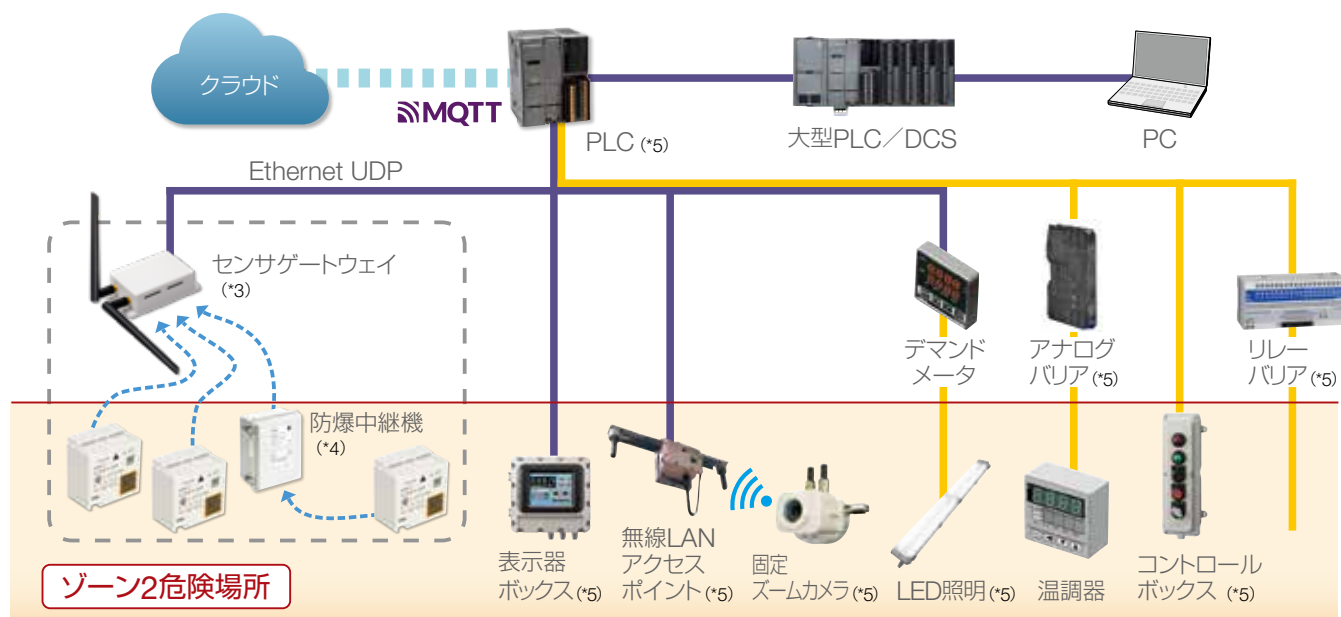 クラウド
MQTT
PLC (*5)
大型PLC／DCS
PC
Ethernet UDP
センサゲートウェイ
(*3)
デマンド
メータ
アナログ
バリア(*5)
リレー
バリア(*5)
防爆中継機
(*4)
表示器
ボックス(*5)
無線LAN
アクセス
ポイント(*5)
固定
ズームカメラ(*5)
LED照明(*5)
温調器
コントロール
ボックス (*5)
ゾーン2危険場所